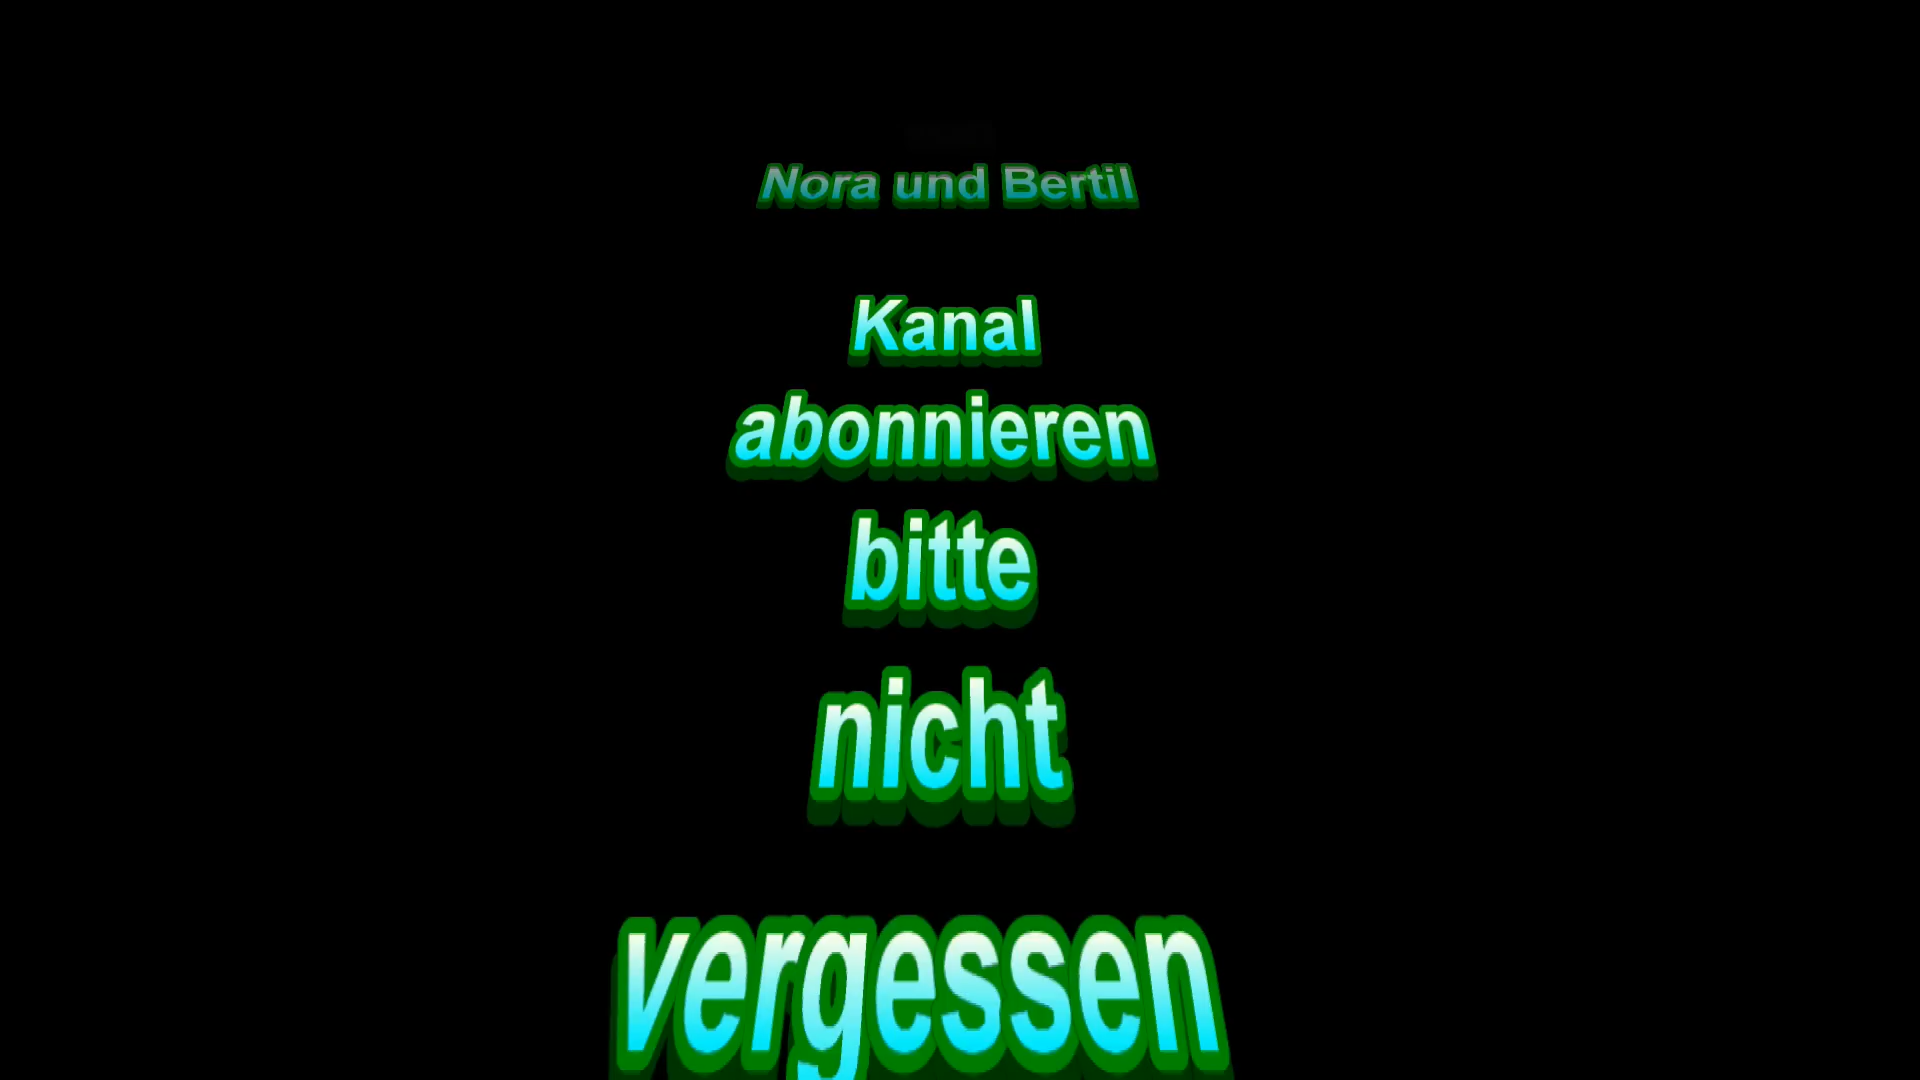 Nora und Bertil
Kanal
abonnieren
bitte
nicht
vergessen